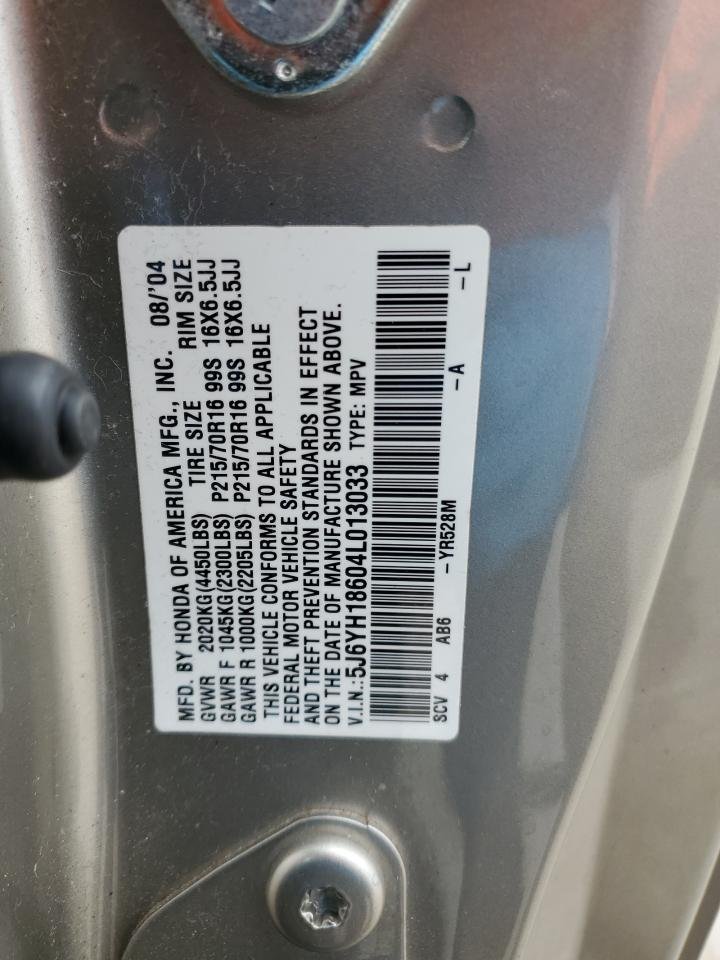 MFD. BY HONDA OF AMERICA MFG., INC. 08/'04
GVWR 2020KG(4450LBS) TIRE SIZE RIM SIZE
GAWR F 1045KG(2300LBS) P215/70R16 99S 16X6.5JJ
GAWR R 1000KG(2205LBS) P215/70R16 99S 16X6.5JJ
THIS VEHICLE CONFORMS TO ALL APPLICABLE
FEDERAL MOTOR VEHICLE SAFETY
AND THEFT PREVENTION STANDARDS IN EFFECT
ON THE DATE OF MANUFACTURE SHOWN ABOVE.
V.I.N.:5J6YH18604L013033 TYPE: MPV
SCV 4 AB6 -YR528M -A -L